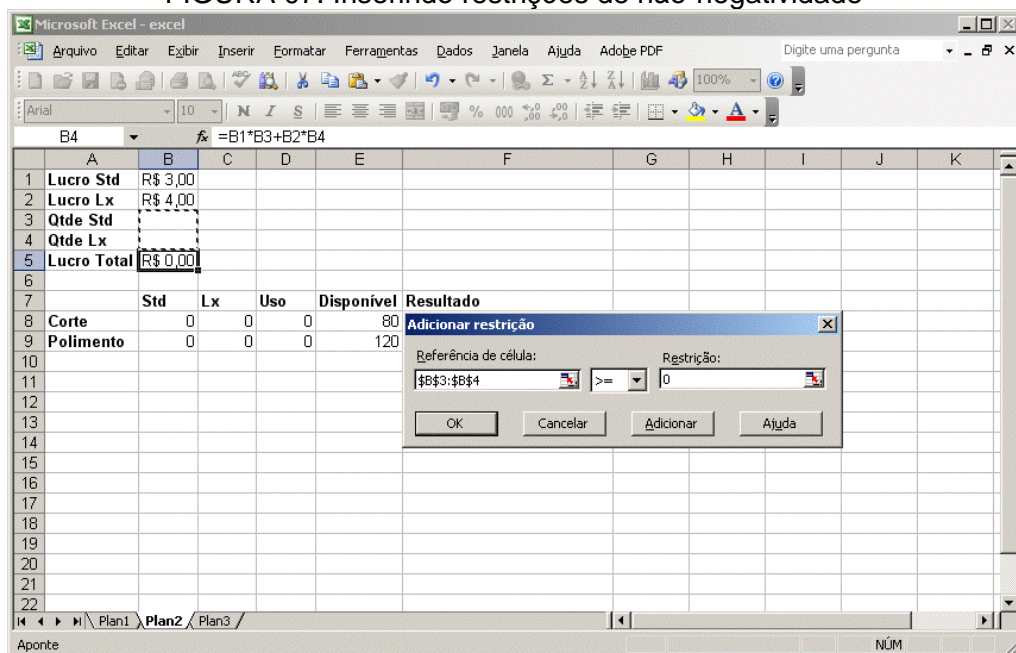 FIGURA 07: Inserindo restrições de não-negatividade
Microsoft Excel - excel
Arquivo Editar Exibir Inserir Formatar Ferramentas Dados Janela Ajuda Adobe PDF Digite uma pergunta
100%
Arial 10 N I S % 000
B4 fx =B1*B3+B2*B4
A B C D E F G H I J K
1 Lucro Std R$ 3,00
2 Lucro Lx R$ 4,00
3 Qtde Std
4 Qtde Lx
5 Lucro Total R$ 0,00
6
7 Std Lx Uso Disponível Resultado
8 Corte 0 0 0 80
9 Polimento 0 0 0 120
10
11
12
13
14
15
16
17
18
19
20
21
22
Adicionar restrição
Referência de célula: Restrição:
$B$3:$B$4 >= 0
OK Cancelar Adicionar Ajuda
Plan1 Plan2 Plan3
Aponte NÚM